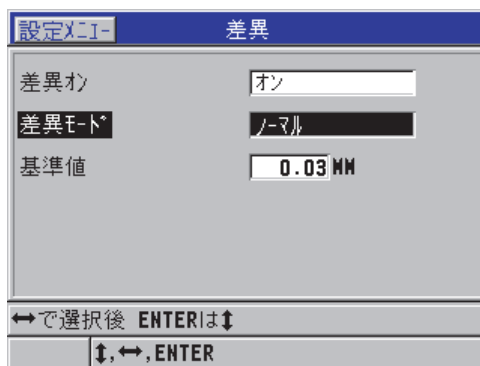 設定ﾒﾆｭｰ 差異
差異ｵﾝ ｵﾝ
差異ﾓｰﾄﾞ ﾉｰﾏﾙ
基準値 0.03 MM
↔で選択後 ENTERは↕
↕,↔,ENTER